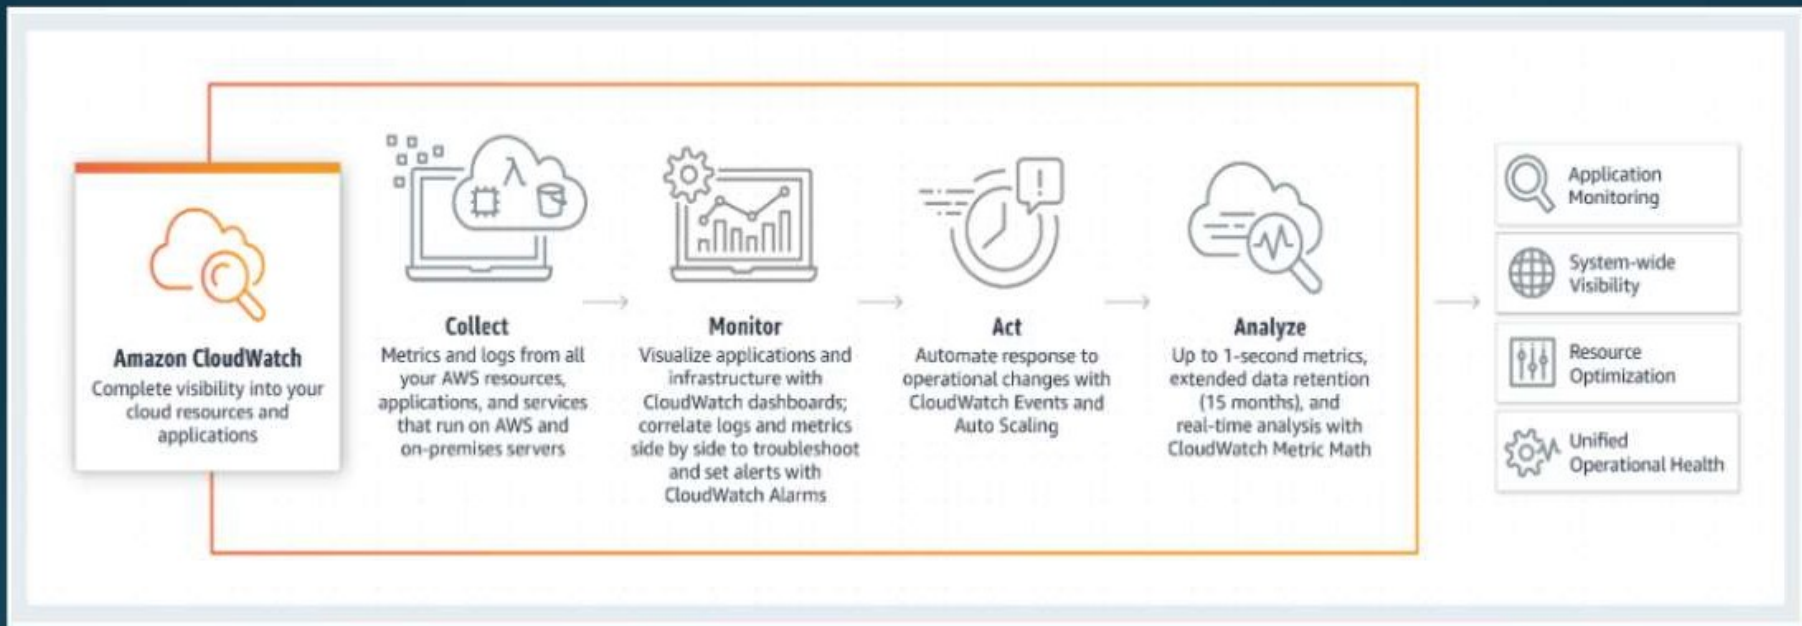 Amazon CloudWatch
Complete visibility into your
cloud resources and
applications
Collect
Metrics and logs from all
your AWS resources,
applications, and services
that run on AWS and
on-premises servers
Monitor
Visualize applications and
infrastructure with
CloudWatch dashboards;
correlate logs and metrics
side by side to troubleshoot
and set alerts with
CloudWatch Alarms
Act
Automate response to
operational changes with
CloudWatch Events and
Auto Scaling
Analyze
Up to 1-second metrics,
extended data retention
(15 months), and
real-time analysis with
CloudWatch Metric Math
Application
Monitoring
System-wide
Visibility
Resource
Optimization
Unified
Operational Health